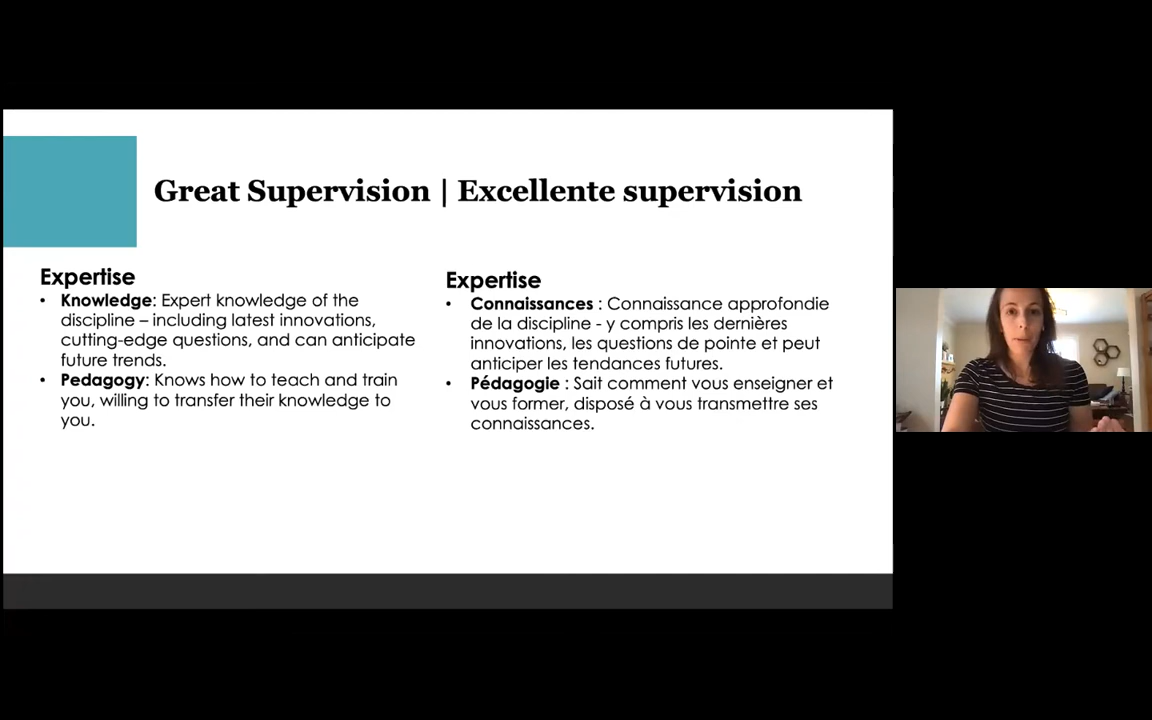 Great Supervision | Excellente supervision
Expertise
• Knowledge: Expert knowledge of the
discipline – including latest innovations,
cutting-edge questions, and can anticipate
future trends.
• Pedagogy: Knows how to teach and train
you, willing to transfer their knowledge to
you.
Expertise
• Connaissances : Connaissance approfondie
de la discipline - y compris les dernières
innovations, les questions de pointe et peut
anticiper les tendances futures.
• Pédagogie : Sait comment vous enseigner et
vous former, disposé à vous transmettre ses
connaissances.